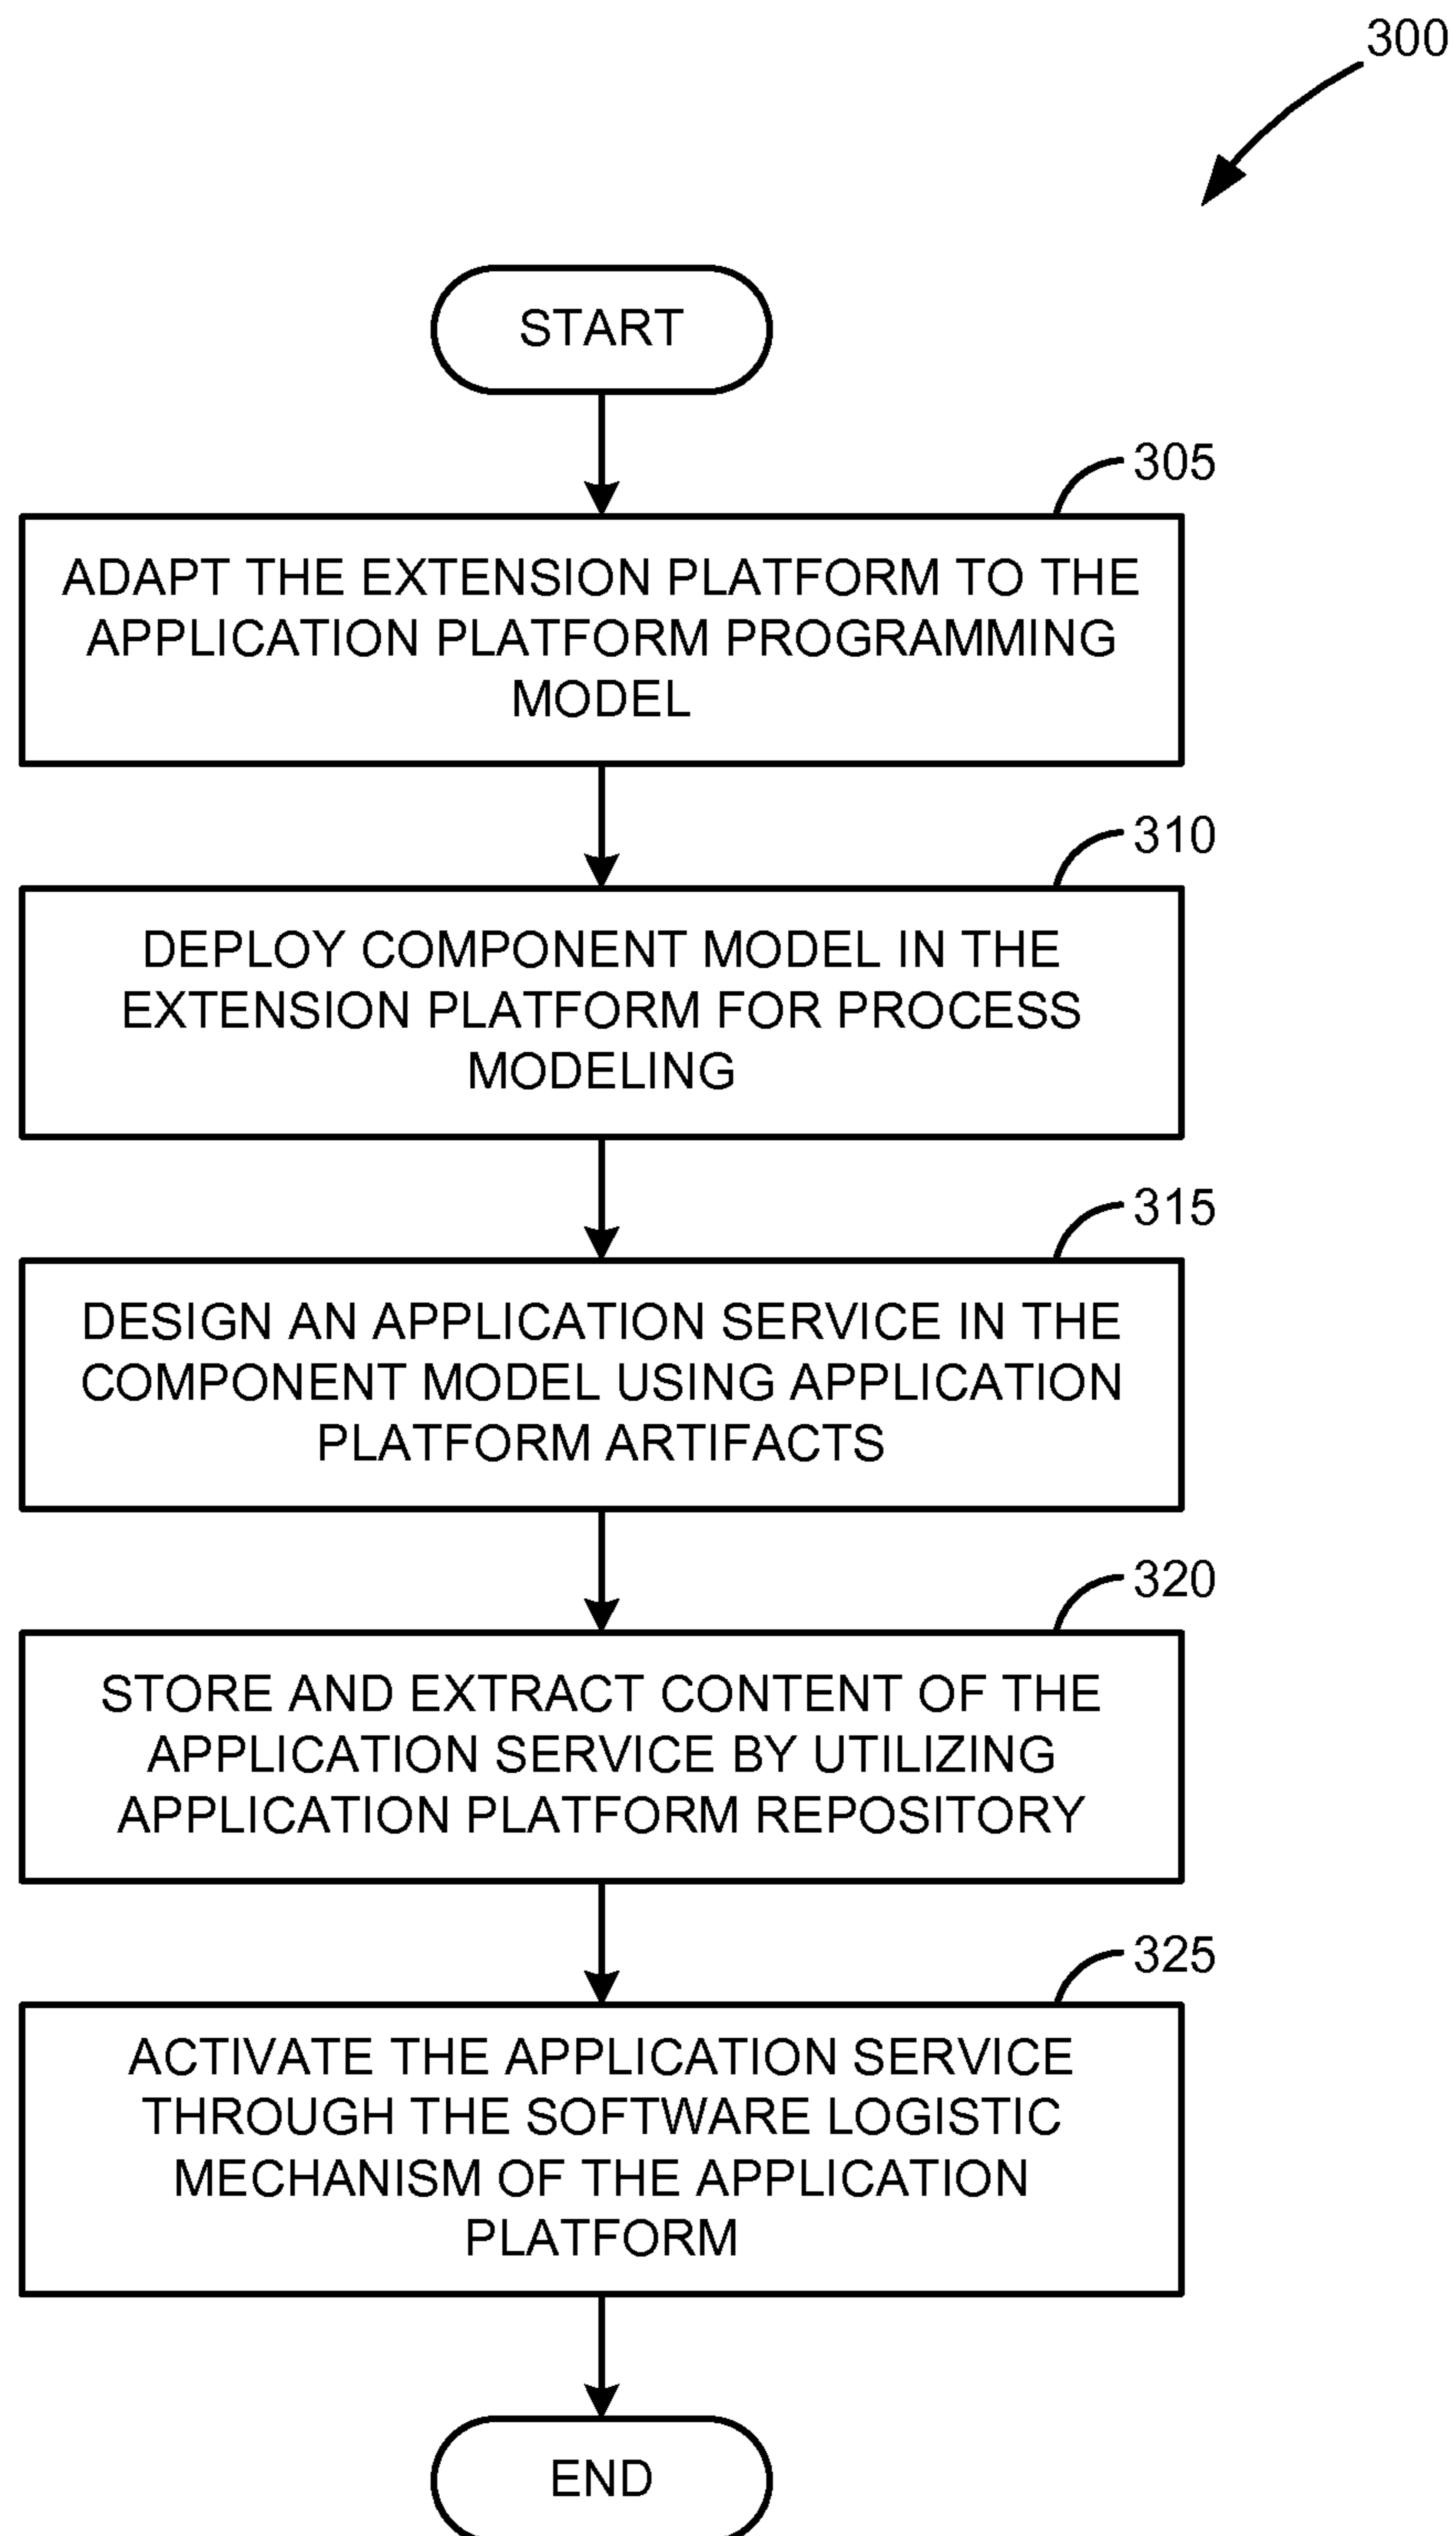 300
START
305
ADAPT THE EXTENSION PLATFORM TO THE
APPLICATION PLATFORM PROGRAMMING
MODEL
310
DEPLOY COMPONENT MODEL IN THE
EXTENSION PLATFORM FOR PROCESS
MODELING
315
DESIGN AN APPLICATION SERVICE IN THE
COMPONENT MODEL USING APPLICATION
PLATFORM ARTIFACTS
320
STORE AND EXTRACT CONTENT OF THE
APPLICATION SERVICE BY UTILIZING
APPLICATION PLATFORM REPOSITORY
325
ACTIVATE THE APPLICATION SERVICE
THROUGH THE SOFTWARE LOGISTIC
MECHANISM OF THE APPLICATION
PLATFORM
END